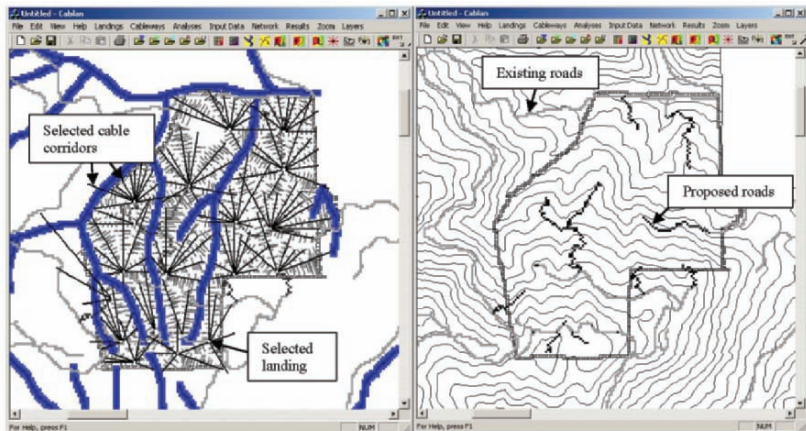 Untitled - Cablan
File Edit View Help Landings Cableways Analyses Input Data Network Results Zoom Layers
Selected cable
corridors
Selected
landing
For Help, press F1
NUM
Untitled - Cablan
File Edit View Help Landings Cableways Analyses Input Data Network Results Zoom Layers
Existing roads
Proposed roads
For Help, press F1
NUM